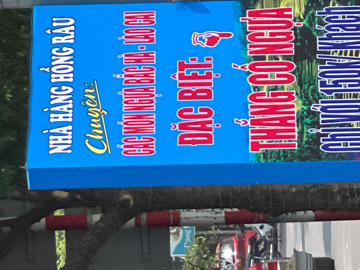 NHÀ HÀNG HỒNG RÂU
Chuyên:
CÁC MÓN NGỰA BẮC HÀ - LÀO CAI
ĐẶC BIỆT:
THẮNG CỐ NGỰA